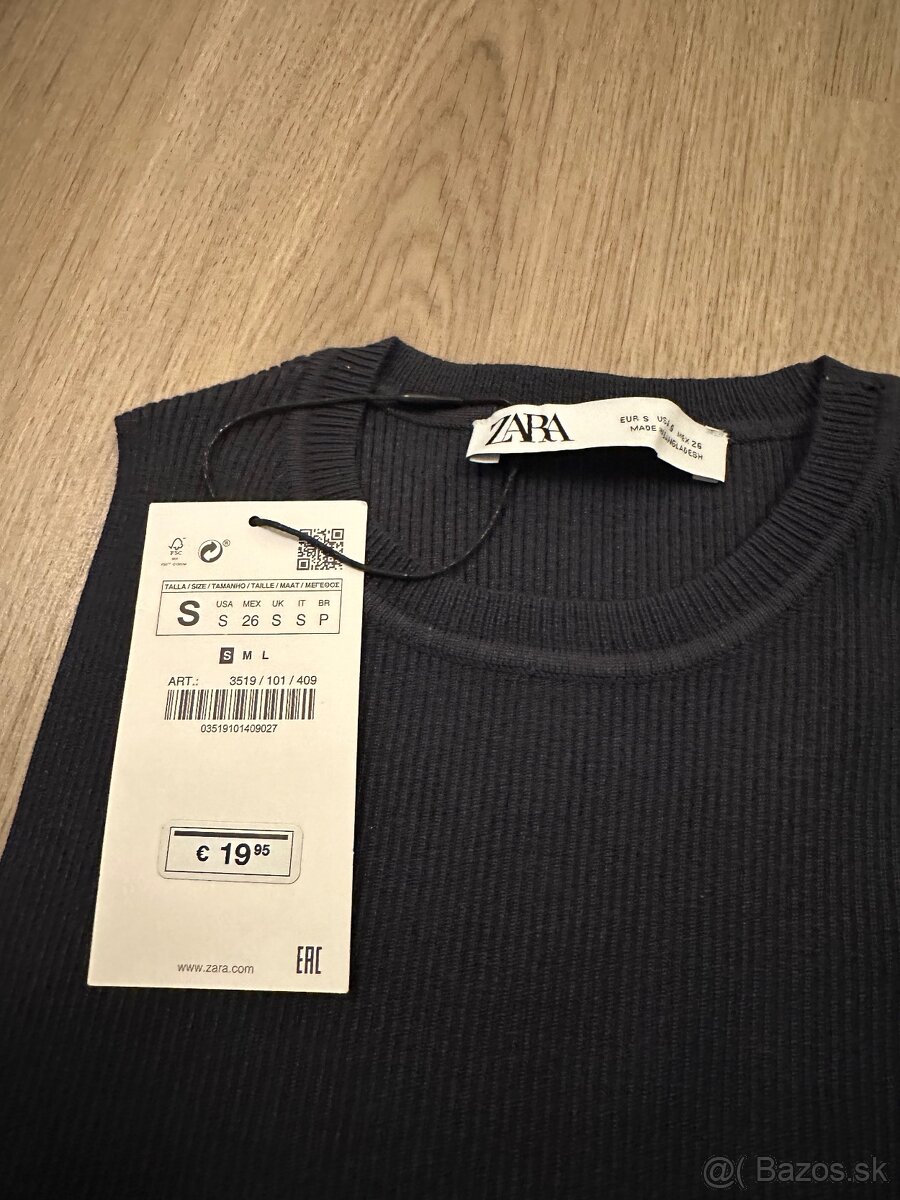 ZARA
EUR S USA S MEX 26
MADE IN BANGLADESH
FSC
®
TALLA / SIZE / TAMANHO / TAILLE / MAAT / ΜΕΓΕΘΟΣ
S
USA MEX UK IT BR
S 26 S S P
S M L
ART.: 3519 / 101 / 409
03519101409027
€ 19 95
www.zara.com
EAC
@( Bazos.sk